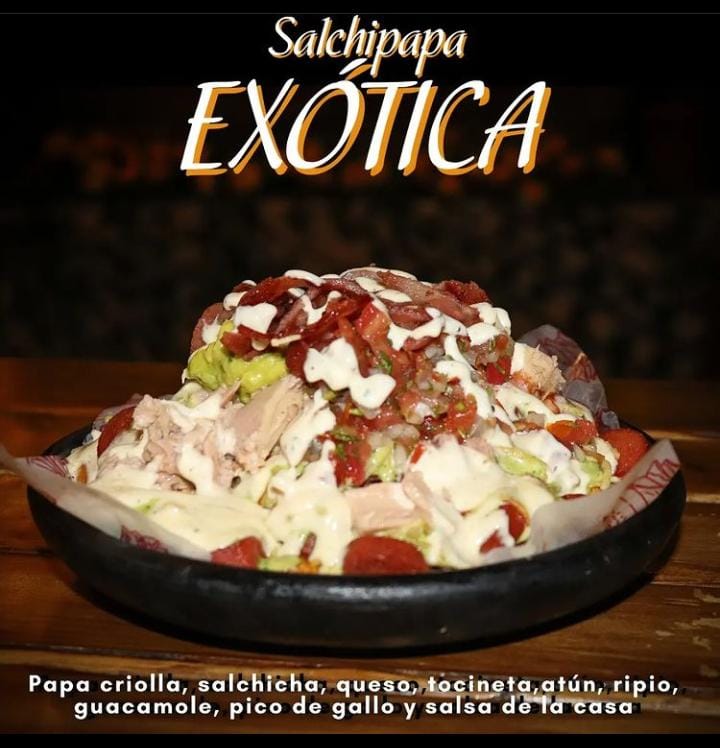 Salchipapa
EXÓTICA
Papa criolla, salchicha, queso, tocineta,atún, ripio,
guacamole, pico de gallo y salsa de la casa